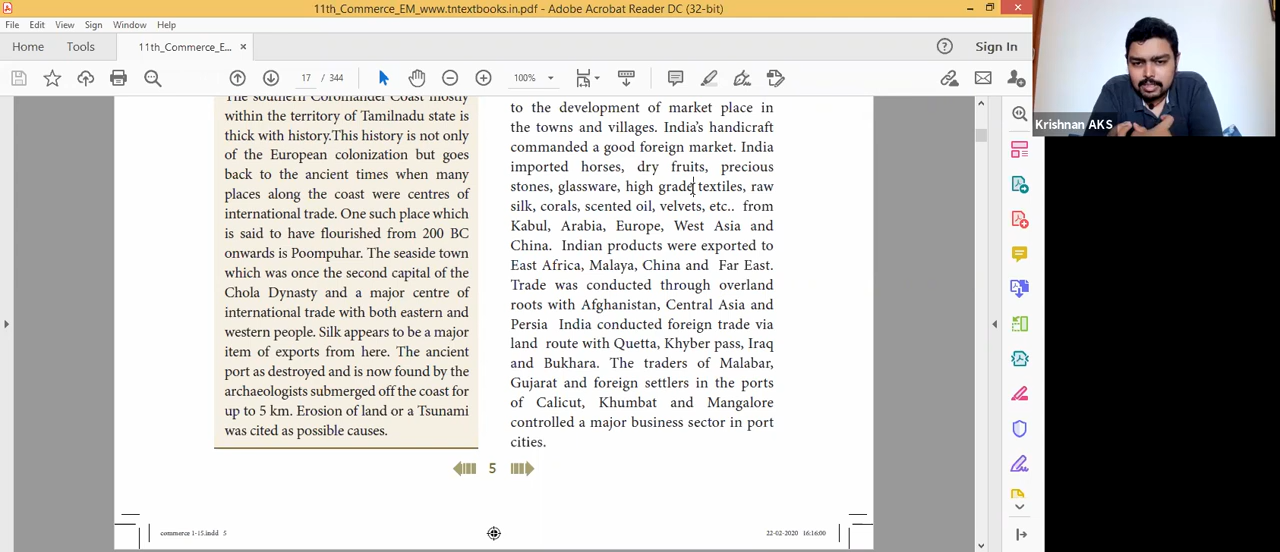 11th_Commerce_EM_www.tntextbooks.in.pdf - Adobe Acrobat Reader DC (32-bit)
File Edit View Sign Window Help
Home Tools 11th_Commerce_E... × Sign In
17 / 344 100%
The southern Coromandel Coast mostly
within the territory of Tamilnadu state is
thick with history.This history is not only
of the European colonization but goes
back to the ancient times when many
places along the coast were centres of
international trade. One such place which
is said to have flourished from 200 BC
onwards is Poompuhar. The seaside town
which was once the second capital of the
Chola Dynasty and a major centre of
international trade with both eastern and
western people. Silk appears to be a major
item of exports from here. The ancient
port as destroyed and is now found by the
archaeologists submerged off the coast for
up to 5 km. Erosion of land or a Tsunami
was cited as possible causes.
to the development of market place in
the towns and villages. India's handicraft
commanded a good foreign market. India
imported horses, dry fruits, precious
stones, glassware, high grade textiles, raw
silk, corals, scented oil, velvets, etc.. from
Kabul, Arabia, Europe, West Asia and
China. Indian products were exported to
East Africa, Malaya, China and Far East.
Trade was conducted through overland
roots with Afghanistan, Central Asia and
Persia India conducted foreign trade via
land route with Quetta, Khyber pass, Iraq
and Bukhara. The traders of Malabar,
Gujarat and foreign settlers in the ports
of Calicut, Khumbat and Mangalore
controlled a major business sector in port
cities.
5
commerce 1-15.indd 5
22-02-2020 16:16:00
Krishnan AKS